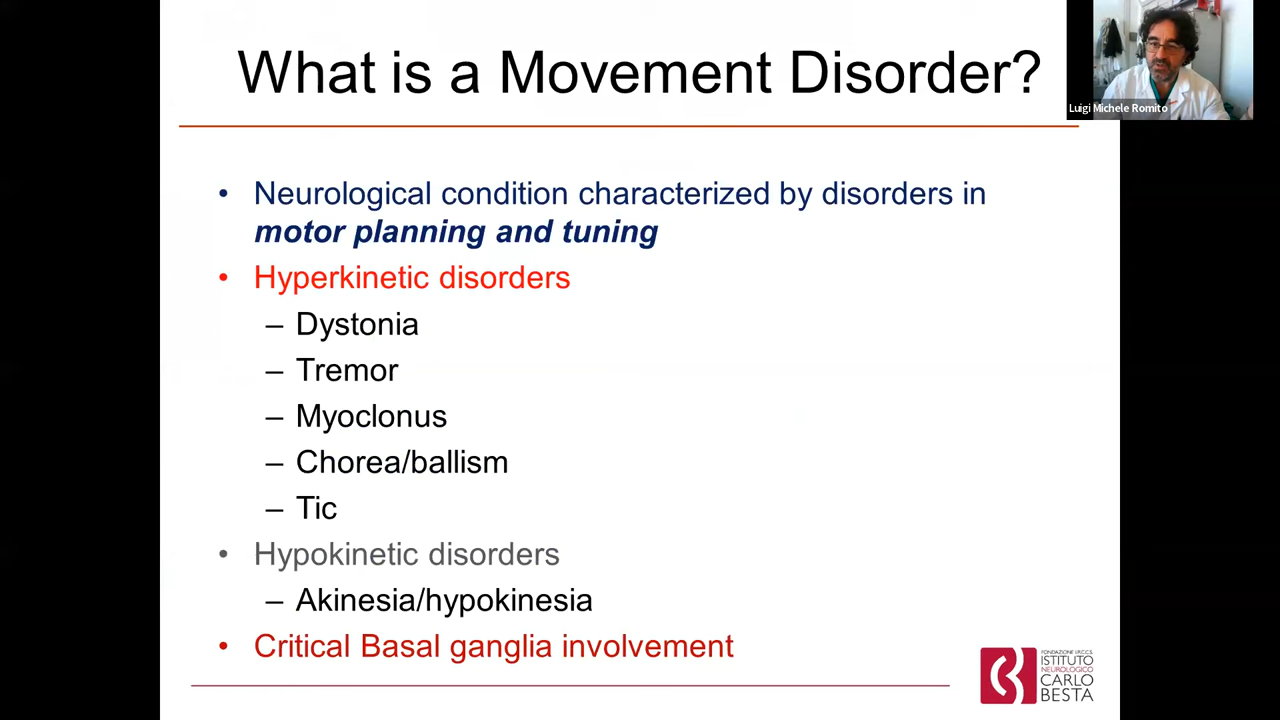 What is a Movement Disorder?
Luigi Michele Romito
• Neurological condition characterized by disorders in
motor planning and tuning
• Hyperkinetic disorders
– Dystonia
– Tremor
– Myoclonus
– Chorea/ballism
– Tic
• Hypokinetic disorders
– Akinesia/hypokinesia
• Critical Basal ganglia involvement
FONDAZIONE I.R.C.C.S.
ISTITUTO
NEUROLOGICO
CARLO
BESTA